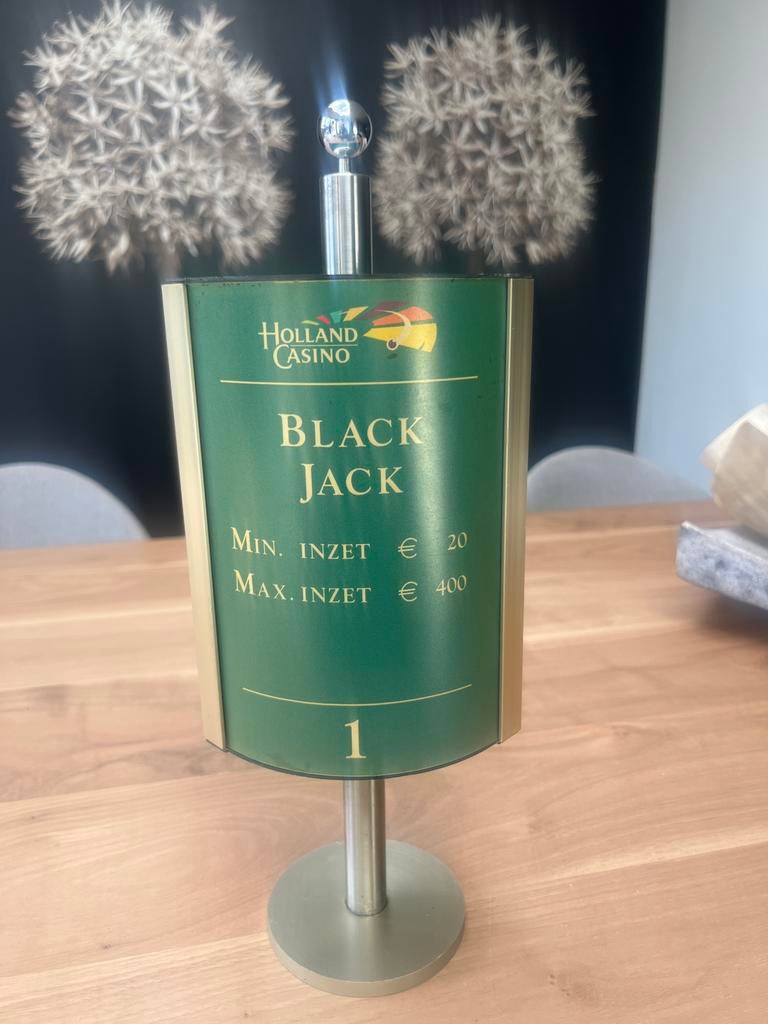 HOLLAND
CASINO
BLACK
JACK
MIN. INZET € 20
MAX. INZET € 400
1